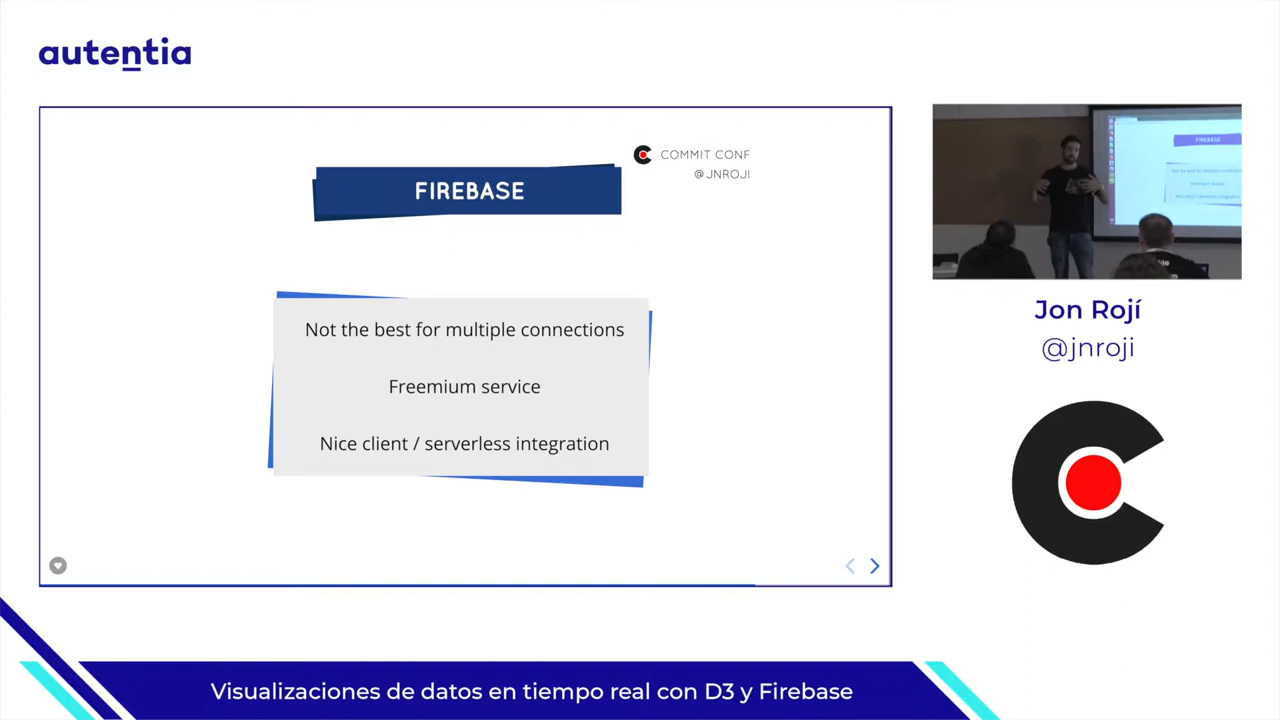 autentia
COMMIT CONF
@JNROJI
FIREBASE
Not the best for multiple connections
Freemium service
Nice client / serverless integration
FIREBASE
Jon Rojí
@jnroji
Visualizaciones de datos en tiempo real con D3 y Firebase